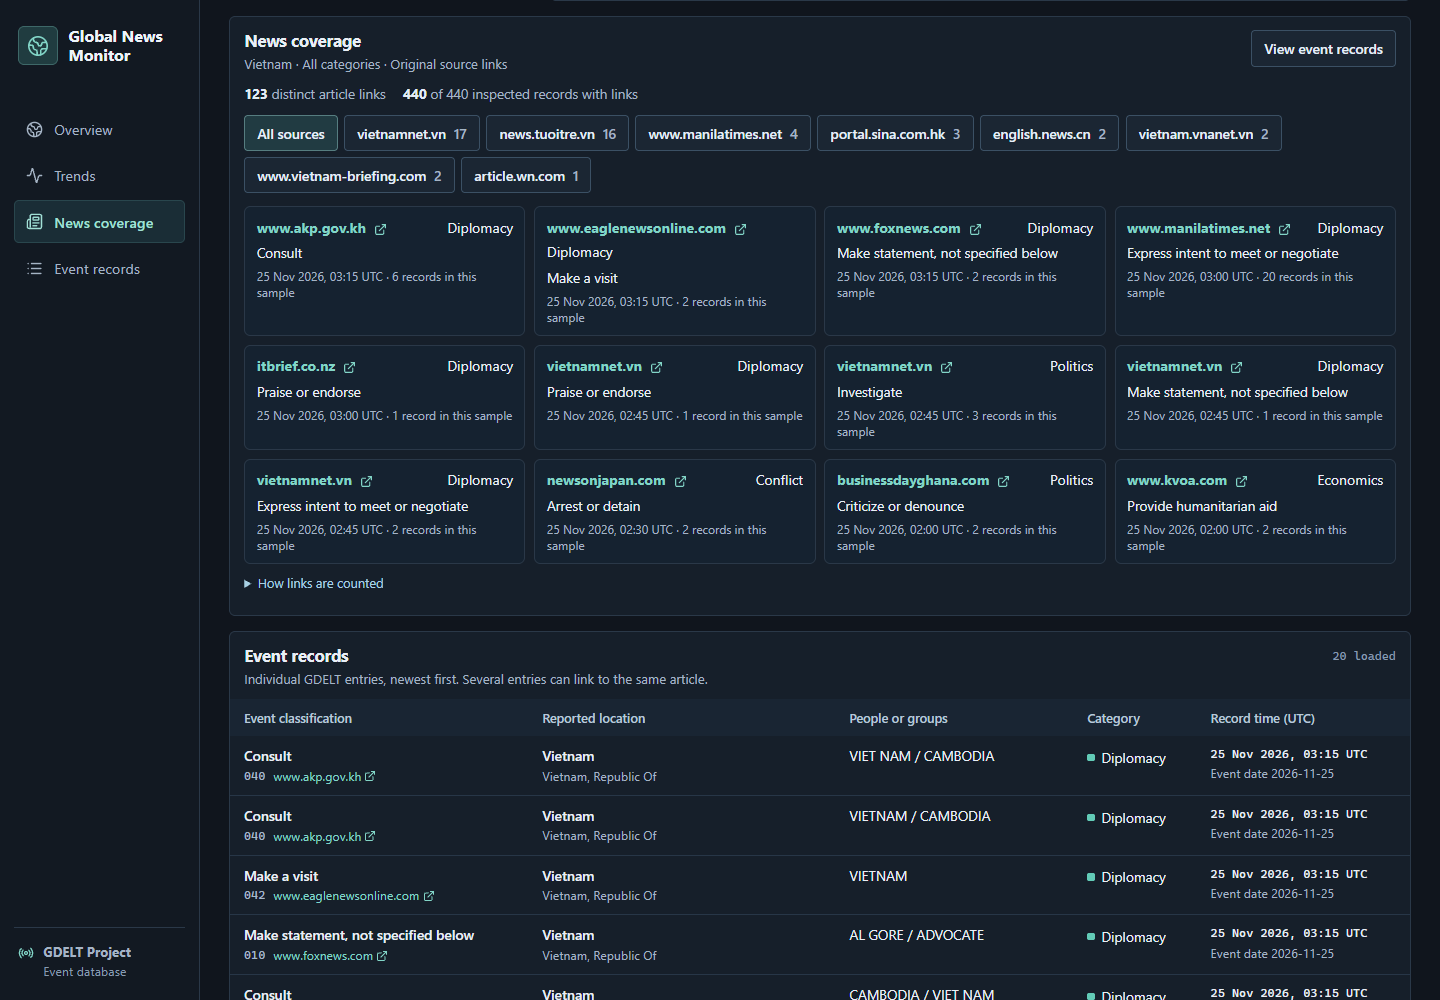 Global News
Monitor
Overview
Trends
News coverage
Event records
GDELT Project
Event database
News coverage
Vietnam · All categories · Original source links
View event records
123 distinct article links 440 of 440 inspected records with links
All sources vietnamnet.vn 17 news.tuoitre.vn 16 www.manilatimes.net 4 portal.sina.com.hk 3 english.news.cn 2 vietnam.vnanet.vn 2
www.vietnam-briefing.com 2 article.wn.com 1
www.akp.gov.kh Diplomacy
Consult
25 Nov 2026, 03:15 UTC · 6 records in this
sample
www.eaglenewsonline.com
Diplomacy
Make a visit
25 Nov 2026, 03:15 UTC · 2 records in this
sample
www.foxnews.com Diplomacy
Make statement, not specified below
25 Nov 2026, 03:15 UTC · 2 records in this
sample
www.manilatimes.net Diplomacy
Express intent to meet or negotiate
25 Nov 2026, 03:00 UTC · 20 records in this
sample
itbrief.co.nz Diplomacy
Praise or endorse
25 Nov 2026, 03:00 UTC · 1 record in this sample
vietnamnet.vn Diplomacy
Praise or endorse
25 Nov 2026, 02:45 UTC · 1 record in this sample
vietnamnet.vn Politics
Investigate
25 Nov 2026, 02:45 UTC · 3 records in this
sample
vietnamnet.vn Diplomacy
Make statement, not specified below
25 Nov 2026, 02:45 UTC · 1 record in this sample
vietnamnet.vn Diplomacy
Express intent to meet or negotiate
25 Nov 2026, 02:45 UTC · 2 records in this
sample
newsonjapan.com Conflict
Arrest or detain
25 Nov 2026, 02:30 UTC · 2 records in this
sample
businessdayghana.com Politics
Criticize or denounce
25 Nov 2026, 02:00 UTC · 2 records in this
sample
www.kvoa.com Economics
Provide humanitarian aid
25 Nov 2026, 02:00 UTC · 2 records in this
sample
How links are counted
Event records
20 loaded
Individual GDELT entries, newest first. Several entries can link to the same article.
Event classification Reported location People or groups Category Record time (UTC)
Consult Vietnam VIET NAM / CAMBODIA Diplomacy 25 Nov 2026, 03:15 UTC
040 www.akp.gov.kh Vietnam, Republic Of Event date 2026-11-25
Consult Vietnam VIETNAM / CAMBODIA Diplomacy 25 Nov 2026, 03:15 UTC
040 www.akp.gov.kh Vietnam, Republic Of Event date 2026-11-25
Make a visit Vietnam VIETNAM Diplomacy 25 Nov 2026, 03:15 UTC
042 www.eaglenewsonline.com Vietnam, Republic Of Event date 2026-11-25
Make statement, not specified below Vietnam AL GORE / ADVOCATE Diplomacy 25 Nov 2026, 03:15 UTC
010 www.foxnews.com Vietnam, Republic Of Event date 2026-11-25
Consult Vietnam CAMBODIA / VIET NAM Diplomacy 25 Nov 2026, 03:15 UTC